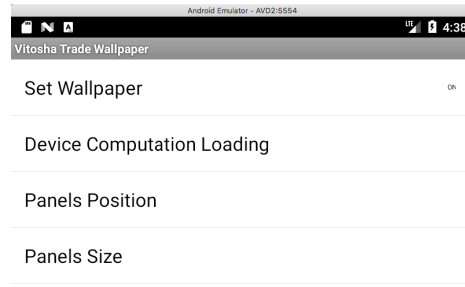 Android Emulator - AVD2:5554
LTE 4:38
Vitosha Trade Wallpaper
Set Wallpaper
ON
Device Computation Loading
Panels Position
Panels Size